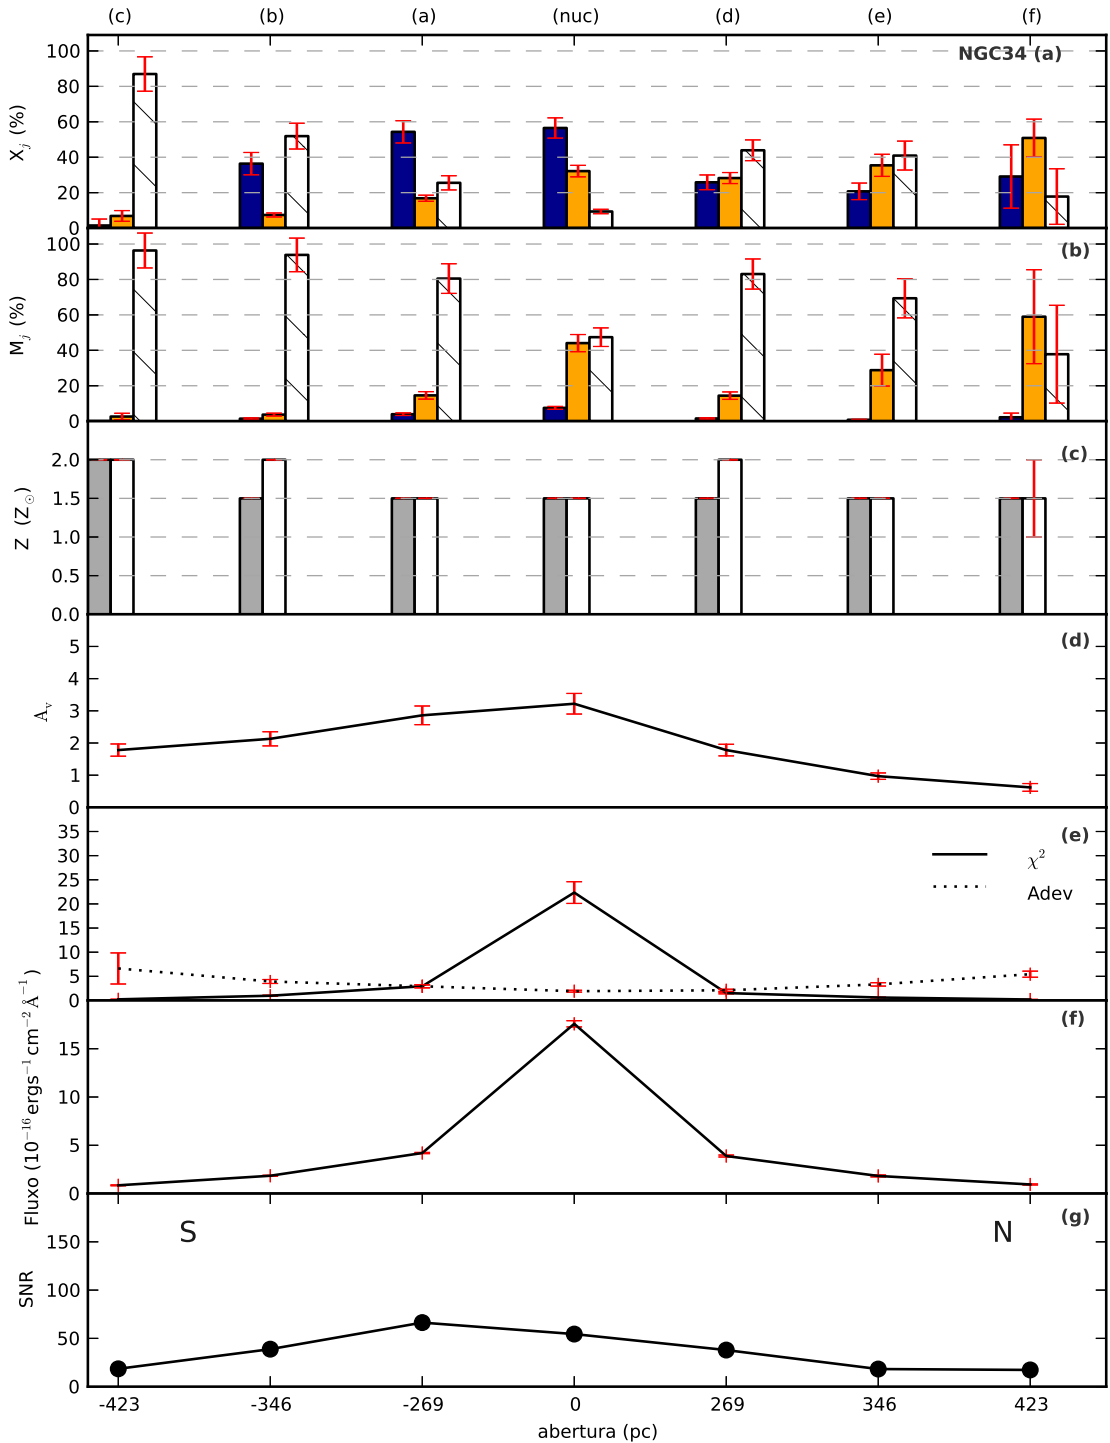 (c) (b) (a) (nuc) (d) (e) (f)
NGC34 (a)
X_j (%)
100
80
60
40
20
0
(b)
M_j (%)
100
80
60
40
20
0
(c)
Z (Z_⊙)
2.0
1.5
1.0
0.5
0.0
(d)
A_v
5
4
3
2
1
0
(e)
χ²
Adev
35
30
25
20
15
10
5
0
(f)
Fluxo (10⁻¹⁶ ergs⁻¹ cm⁻² Å⁻¹)
15
10
5
0
(g)
S N
SNR
150
100
50
0
-423 -346 -269 0 269 346 423
abertura (pc)